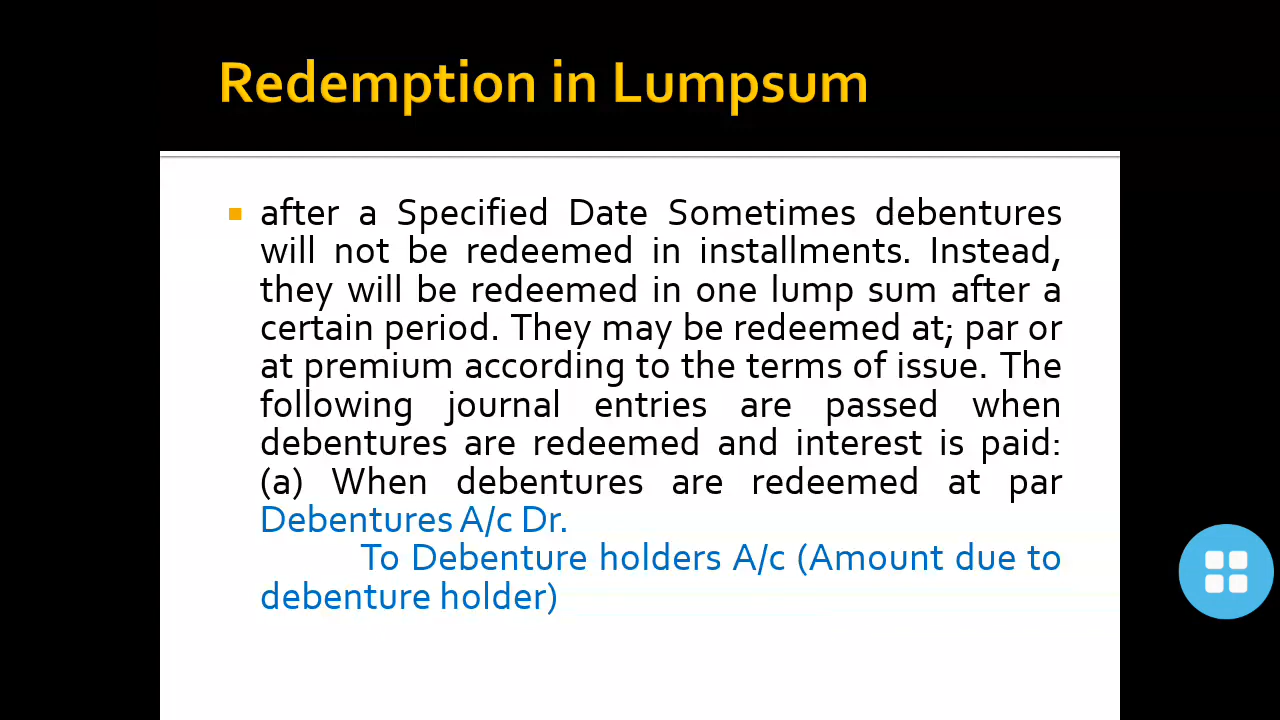 Redemption in Lumpsum
after a Specified Date Sometimes debentures
will not be redeemed in installments. Instead,
they will be redeemed in one lump sum after a
certain period. They may be redeemed at; par or
at premium according to the terms of issue. The
following journal entries are passed when
debentures are redeemed and interest is paid:
(a) When debentures are redeemed at par
Debentures A/c Dr.
To Debenture holders A/c (Amount due to
debenture holder)